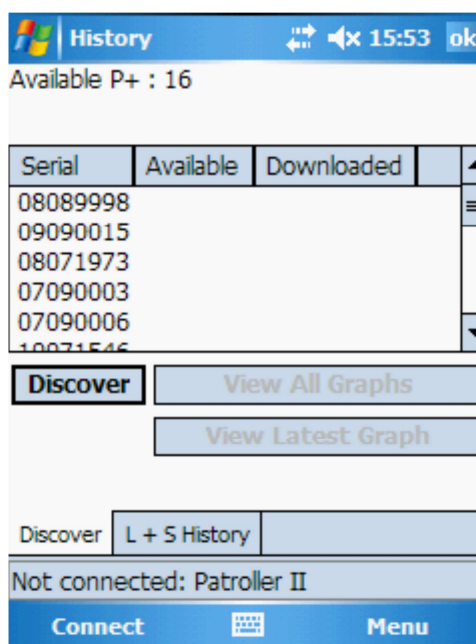 History 15:53 ok
Available P+ : 16
Serial Available Downloaded
08089998
09090015
08071973
07090003
07090006
10071546
Discover View All Graphs
View Latest Graph
Discover L + S History
Not connected: Patroller II
Connect Menu